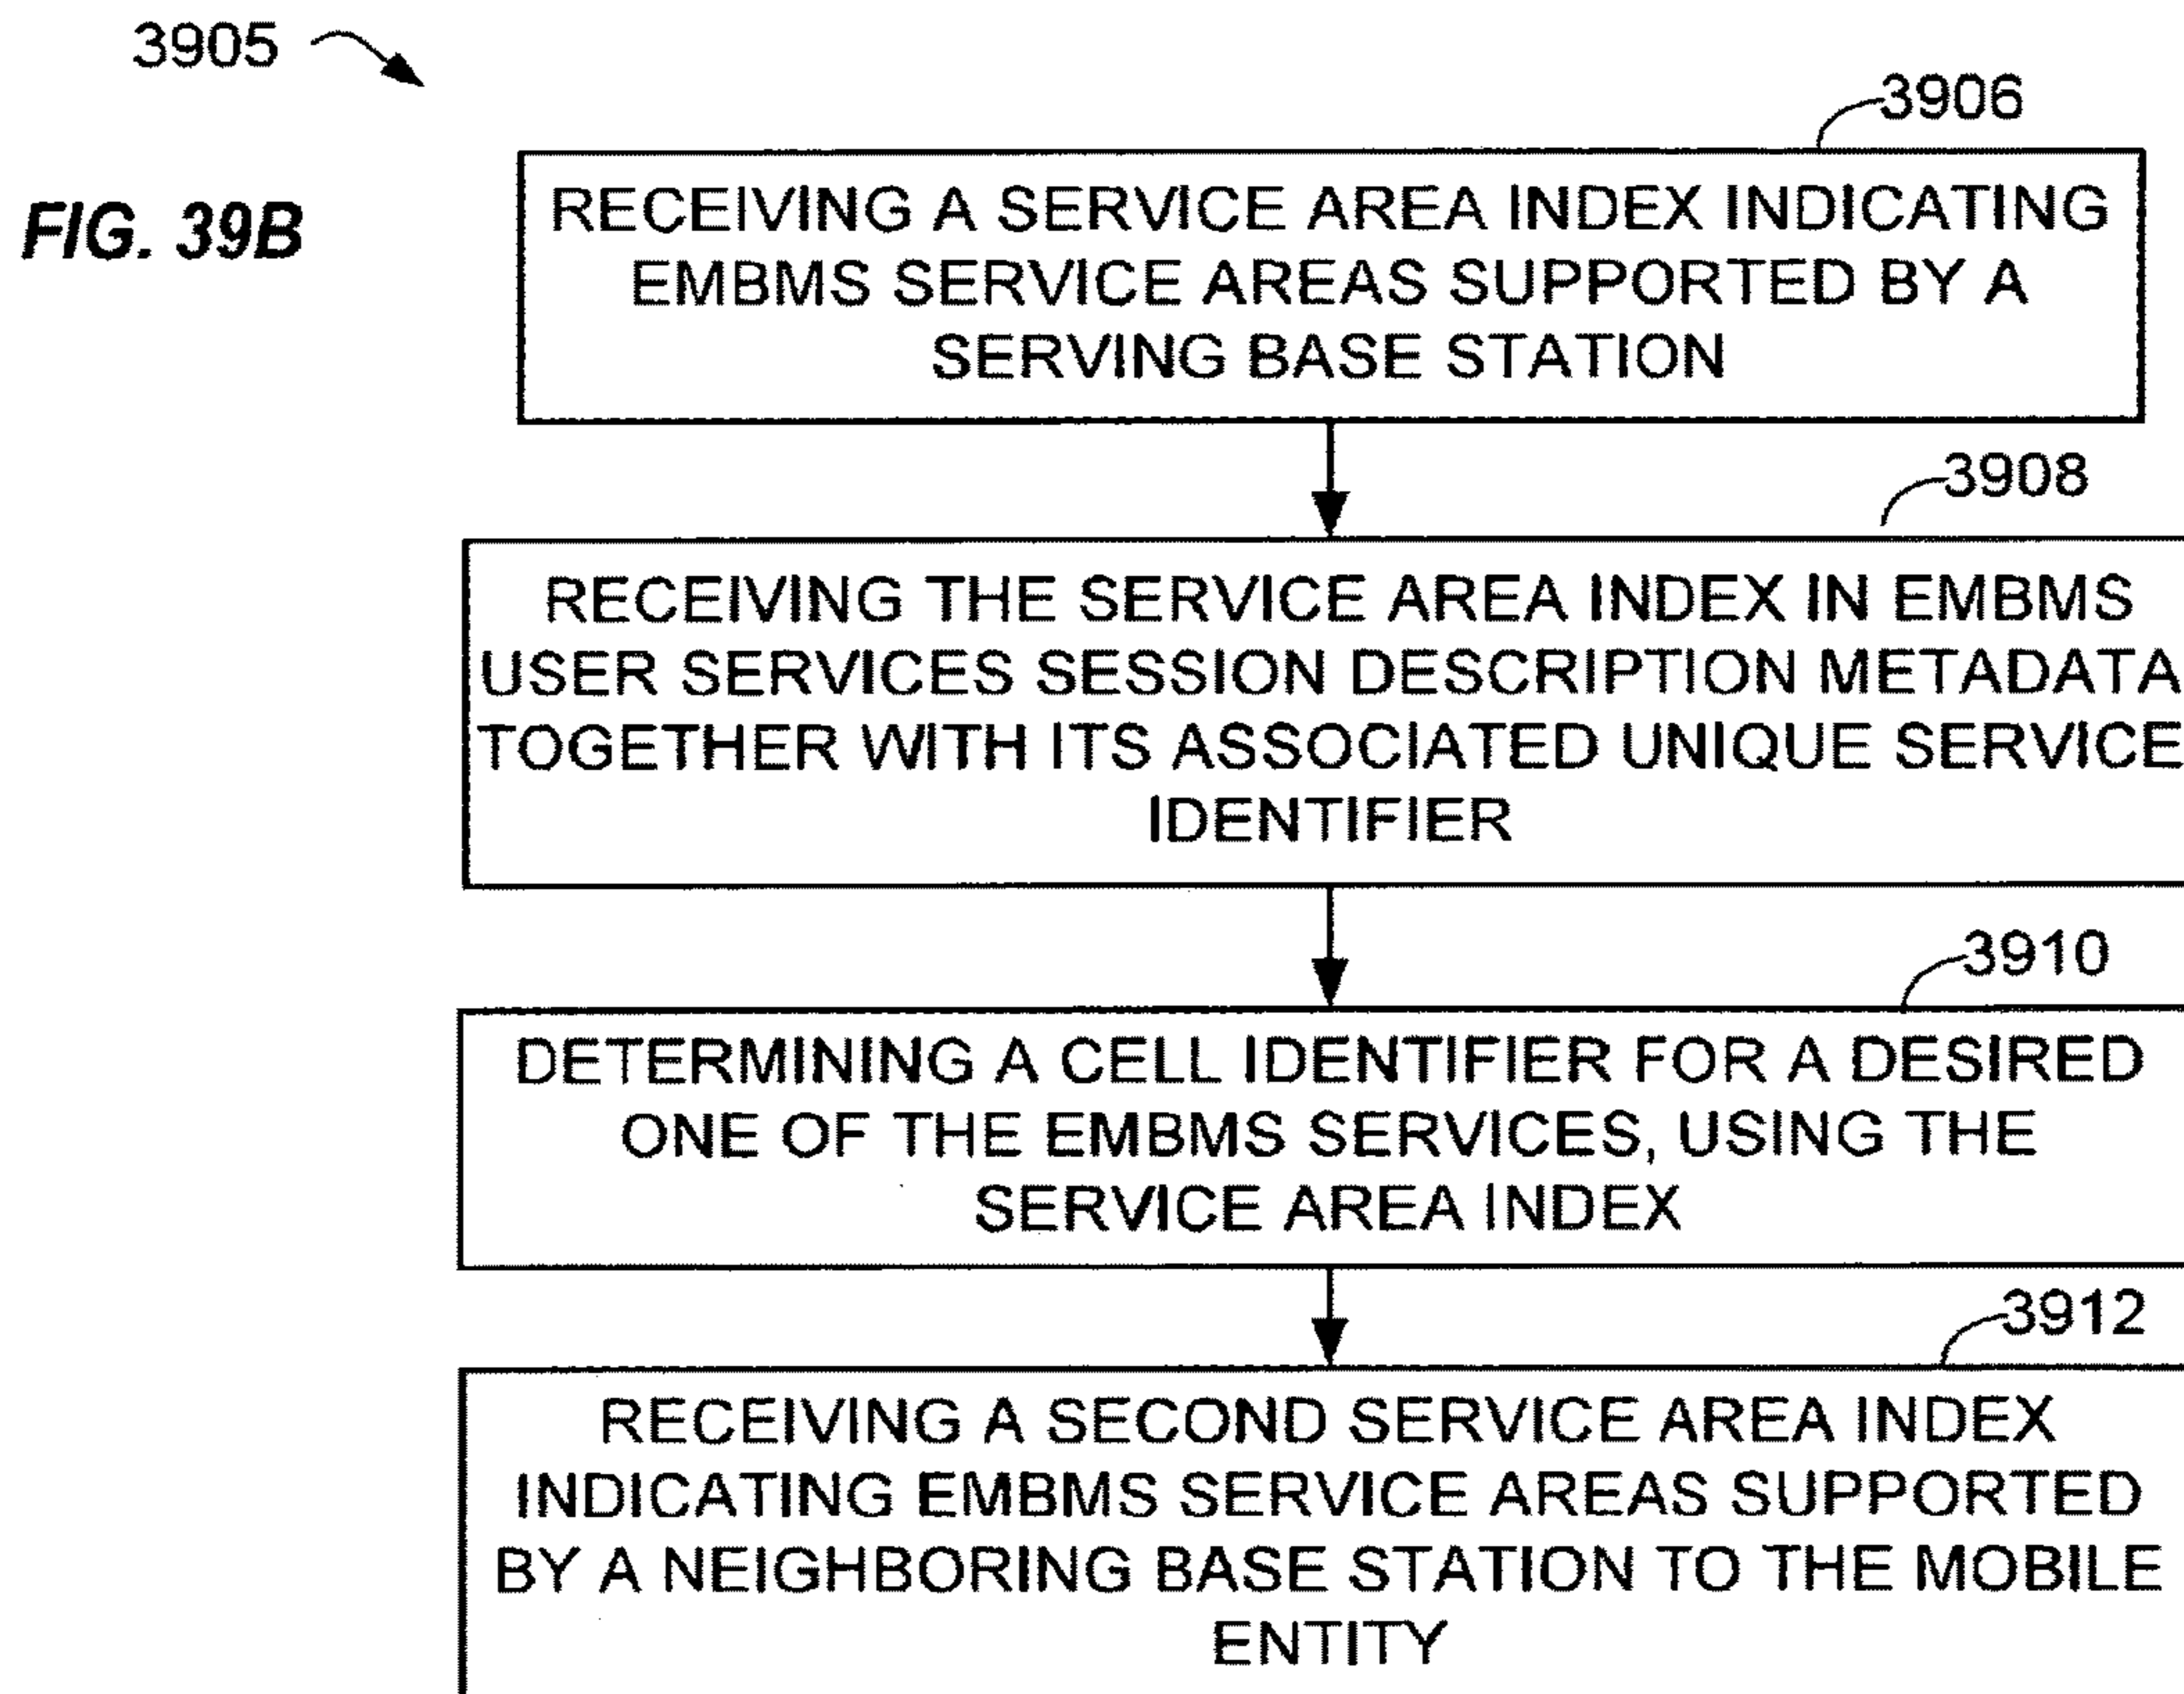 3905
3906
FIG. 39B
RECEIVING A SERVICE AREA INDEX INDICATING
EMBMS SERVICE AREAS SUPPORTED BY A
SERVING BASE STATION
3908
RECEIVING THE SERVICE AREA INDEX IN EMBMS
USER SERVICES SESSION DESCRIPTION METADATA
TOGETHER WITH ITS ASSOCIATED UNIQUE SERVICE
IDENTIFIER
3910
DETERMINING A CELL IDENTIFIER FOR A DESIRED
ONE OF THE EMBMS SERVICES, USING THE
SERVICE AREA INDEX
3912
RECEIVING A SECOND SERVICE AREA INDEX
INDICATING EMBMS SERVICE AREAS SUPPORTED
BY A NEIGHBORING BASE STATION TO THE MOBILE
ENTITY